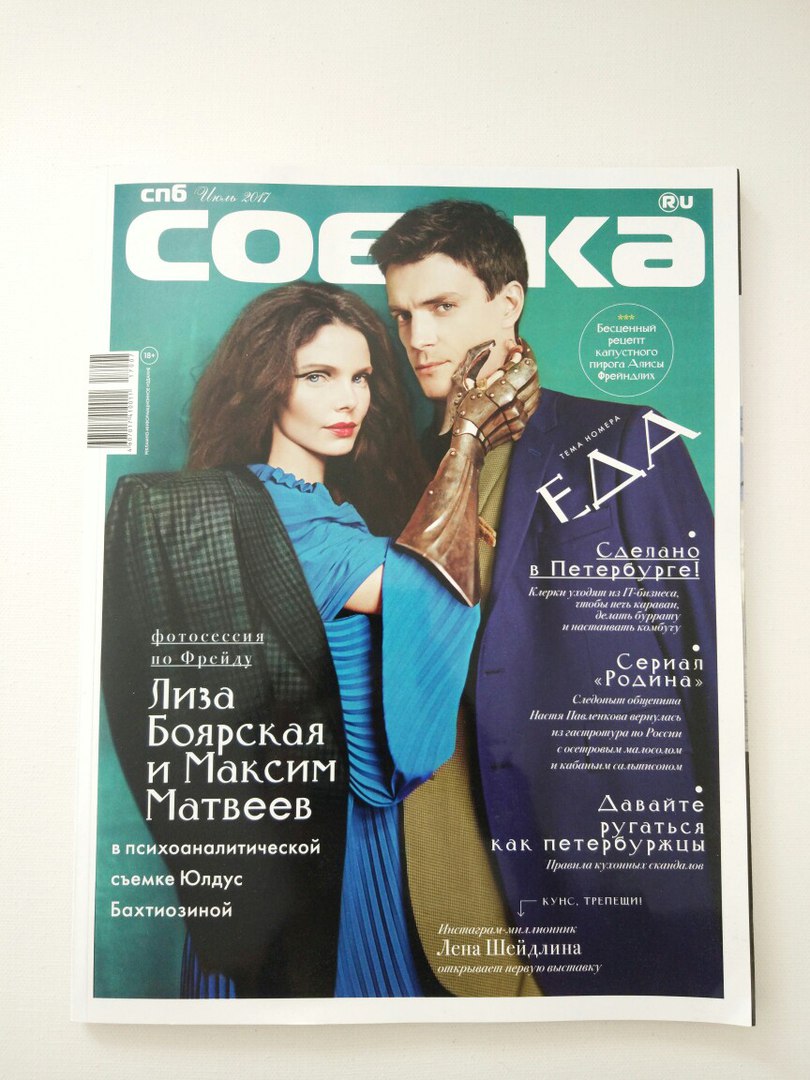 спб Июль 2017
RU
СОБАКА
18+
РЕКЛАМНО-ИНФОРМАЦИОННОЕ ИЗДАНИЕ
***
Бесценный
рецепт
капустного
пирога Алисы
Фрейндлих
ТЕМА НОМЕРА
ЕДА
Сделано
в Петербурге!
Клерки уходят из IT-бизнеса,
чтобы печь караваи,
делать буррату
и настаивать комбучу
Сериал
«Родина»
Следопыт общепита
Настя Павленкова вернулась
из гастротура по России
с осетровым малосолом
и кабаньим сальтисоном
Давайте
ругаться
как петербуржцы
Правила кухонных скандалов
фотосессия
по Фрейду
Лиза
Боярская
и Максим
Матвеев
в психоаналитической
съемке Юлдус
Бахтиозиной
КУНС, ТРЕПЕЩИ!
Инстаграм-миллионник
Лена Шейдлина
открывает первую выставку